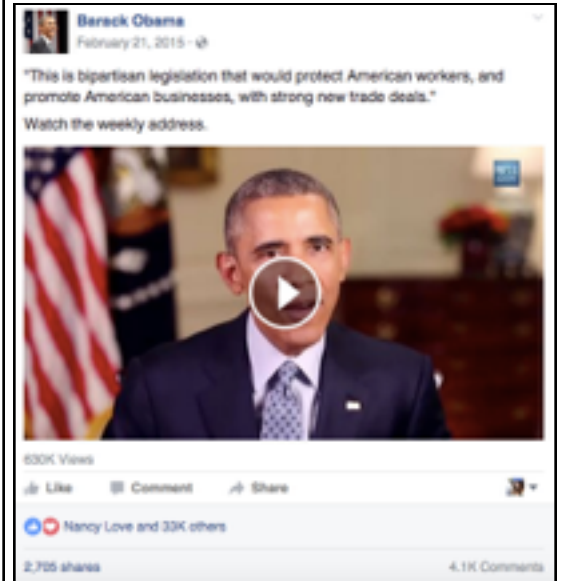 Barack Obama
February 21, 2015 ·
"This is bipartisan legislation that would protect American workers, and
promote American businesses, with strong new trade deals."
Watch the weekly address.
630K Views
Like Comment Share
Nancy Love and 33K others
2,705 shares 4.1K Comments